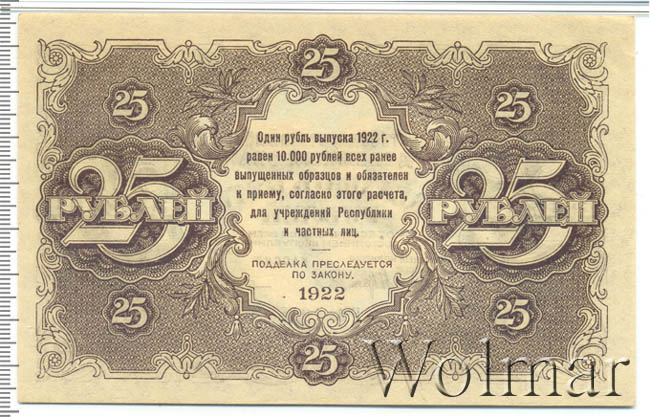 25
25
25
25 РУБЛЕЙ
25 РУБЛЕЙ
Один рубль выпуска 1922 г.
равен 10.000 рублей всех ранее
выпущенных образцов и обязателен
к приему, согласно этого расчета,
для учреждений Республики
и частных лиц.
ПОДДЕЛКА ПРЕСЛЕДУЕТСЯ
ПО ЗАКОНУ.
1922
25
25
25
Wolmar